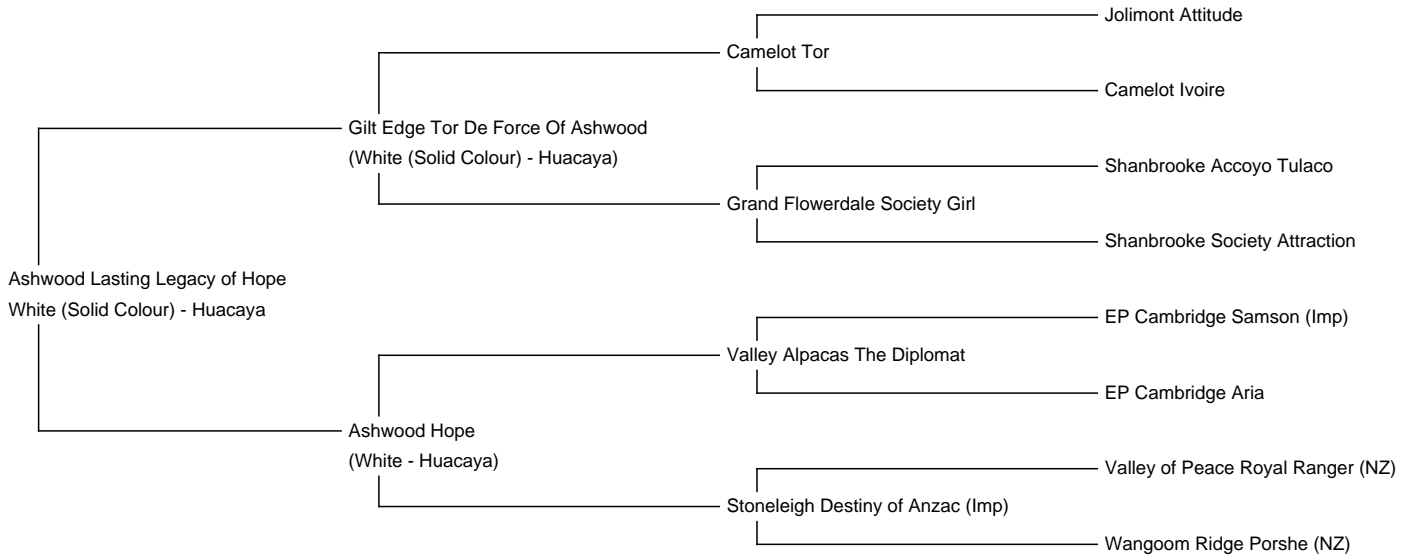 Jolimont Attitude
Camelot Tor
Camelot Ivoire
Gilt Edge Tor De Force Of Ashwood
(White (Solid Colour) - Huacaya)
Shanbrooke Accoyo Tulaco
Grand Flowerdale Society Girl
Shanbrooke Society Attraction
Ashwood Lasting Legacy of Hope
White (Solid Colour) - Huacaya
EP Cambridge Samson (Imp)
Valley Alpacas The Diplomat
EP Cambridge Aria
Ashwood Hope
(White - Huacaya)
Valley of Peace Royal Ranger (NZ)
Stoneleigh Destiny of Anzac (Imp)
Wangoom Ridge Porshe (NZ)